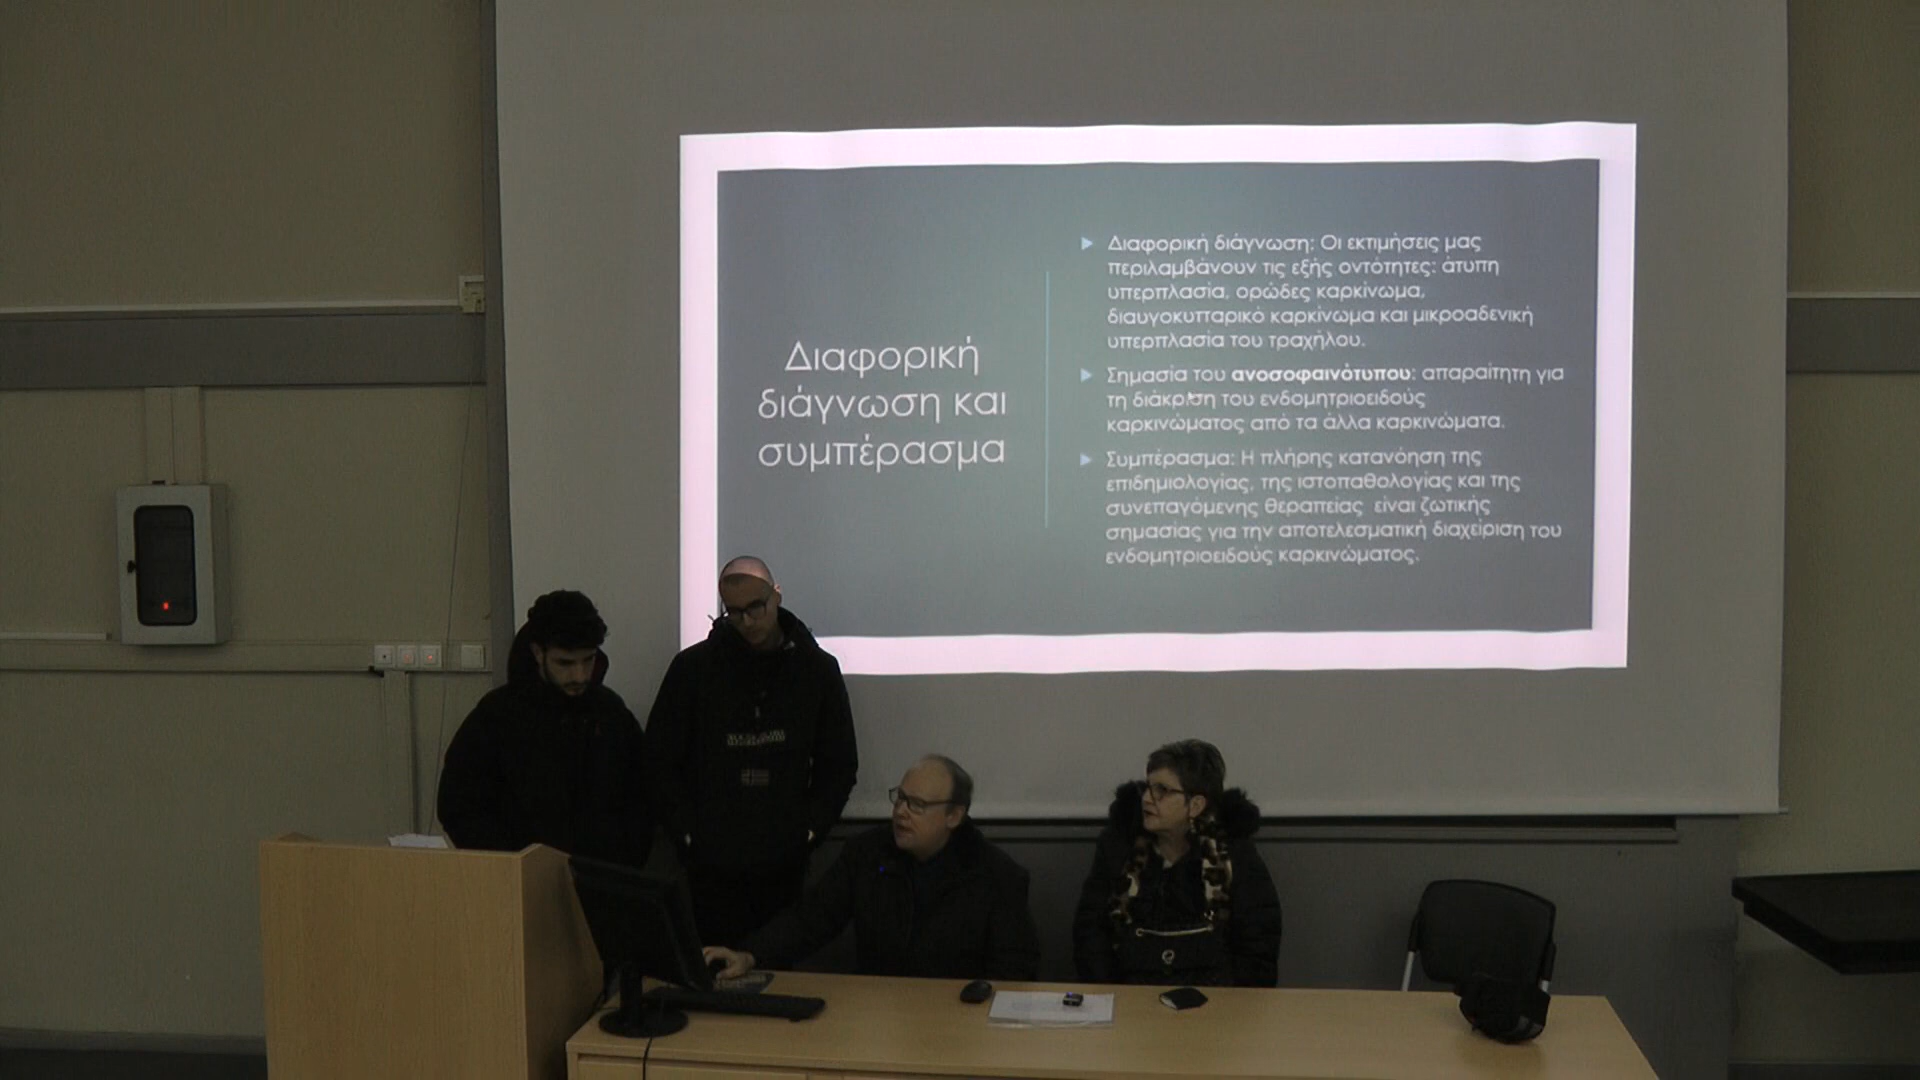 Διαφορική
διάγνωση και
συμπέρασμα
Διαφορική διάγνωση: Οι εκτιμήσεις μας
περιλαμβάνουν τις εξής οντότητες: άτυπη
υπερπλασία, ορώδες καρκίνωμα,
διαυγοκυτταρικό καρκίνωμα και μικροαδενική
υπερπλασία του τραχήλου.
Σημασία του ανοσοφαινότυπου: απαραίτητη για
τη διάκριση του ενδομητριοειδούς
καρκινώματος από τα άλλα καρκινώματα.
Συμπέρασμα: Η πλήρης κατανόηση της
επιδημιολογίας, της ιστοπαθολογίας και της
συνεπαγόμενης θεραπείας είναι ζωτικής
σημασίας για την αποτελεσματική διαχείριση του
ενδομητριοειδούς καρκινώματος.